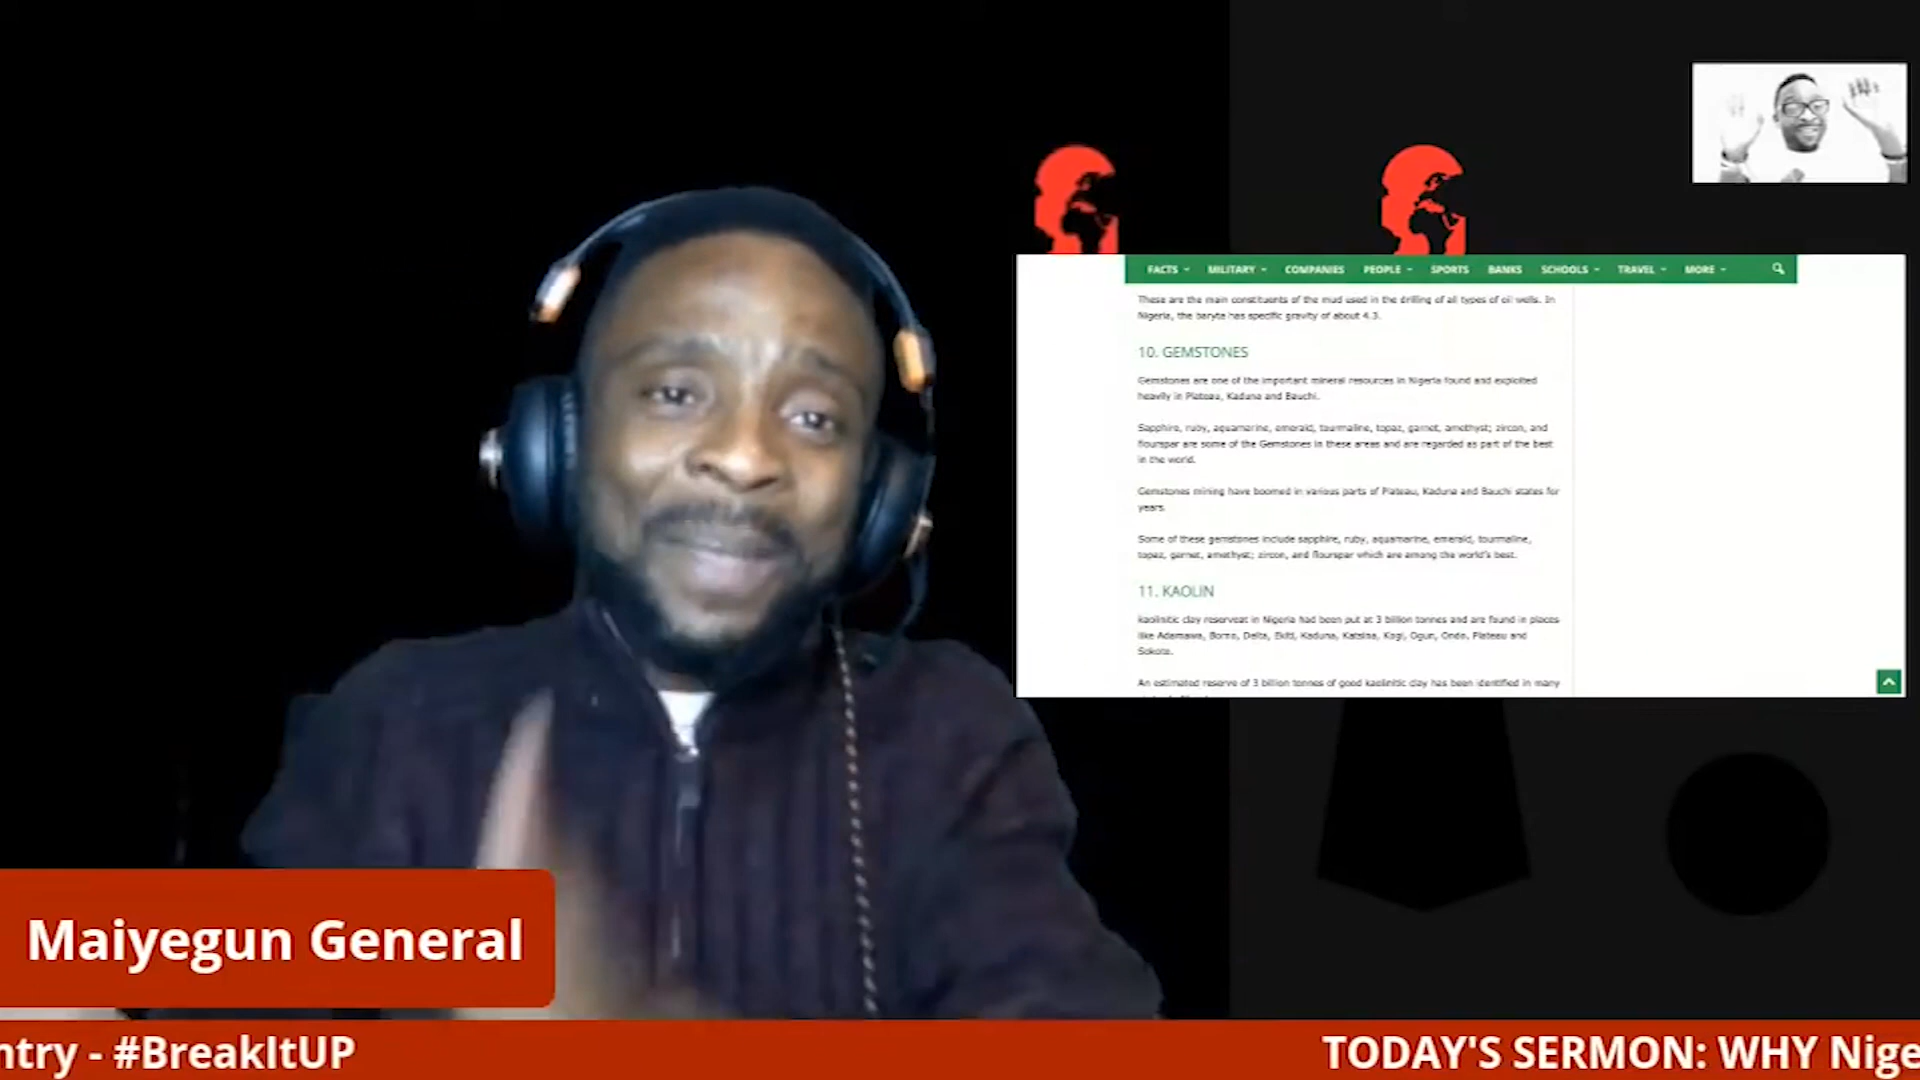 FACTS MILITARY COMPANIES PEOPLE SPORTS BANKS SCHOOLS TRAVEL MORE
These are the main constituents of the mud used in the drilling of all types of oil wells. In
Nigeria, the baryte has specific gravity of about 4.3.
10. GEMSTONES
Gemstones are one of the important mineral resources in Nigeria found and exploited
heavily in Plateau, Kaduna and Bauchi.
Sapphire, ruby, aquamarine, emerald, tourmaline, topaz, garnet, amethyst; zircon, and
flourspar are some of the Gemstones in these areas and are regarded as part of the best
in the world.
Gemstones mining have boomed in various parts of Plateau, Kaduna and Bauchi states for
years.
Some of these gemstones include sapphire, ruby, aquamarine, emerald, tourmaline,
topaz, garnet, amethyst; zircon, and flourspar which are among the world's best.
11. KAOLIN
kaolinitic clay reserveat in Nigeria had been put at 3 billion tonnes and are found in places
like Adamawa, Borno, Delta, Ekiti, Kaduna, Katsina, Kogi, Ogun, Ondo, Plateau and
Sokoto.
An estimated reserve of 3 billion tonnes of good kaolinitic clay has been identified in many
Maiyegun General
ntry - #BreakItUP TODAY'S SERMON: WHY Nige